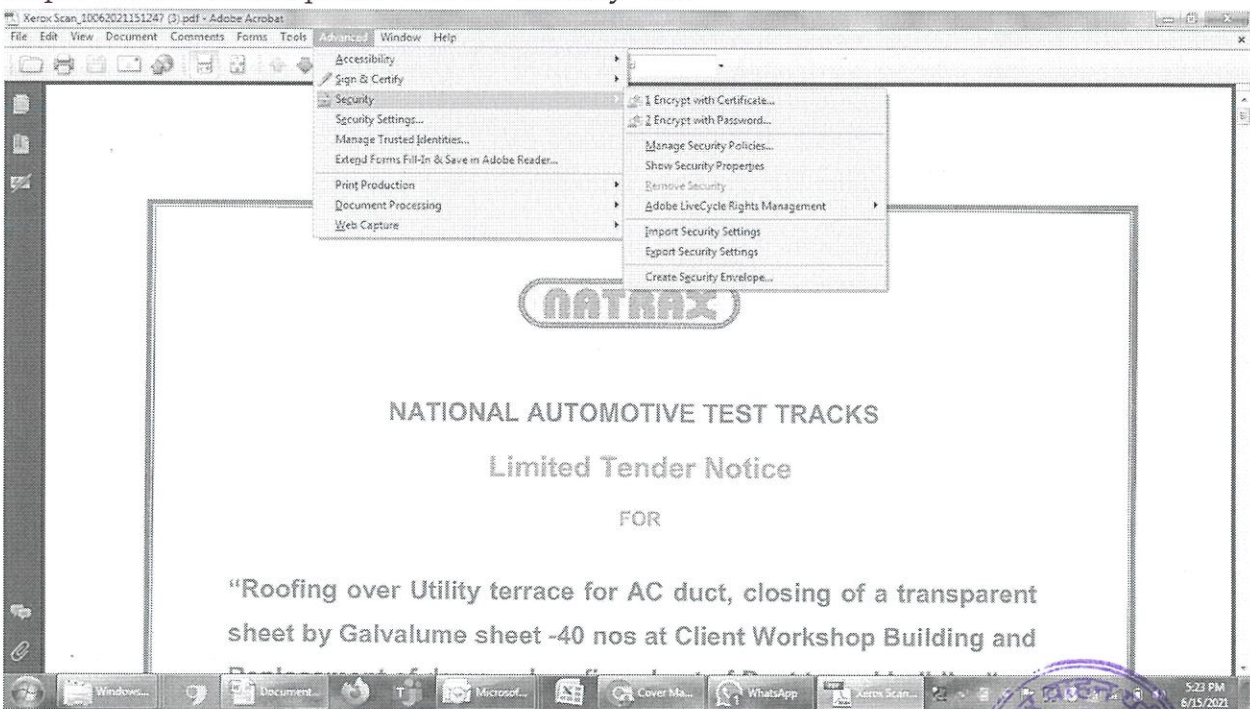 Xerox Scan_10062021151247 (3).pdf - Adobe Acrobat
File Edit View Document Comments Forms Tools Advanced Window Help
Accessibility
Sign & Certify
Security
Security Settings...
Manage Trusted Identities...
Extend Forms Fill-In & Save in Adobe Reader...
Print Production
Document Processing
Web Capture
1 Encrypt with Certificate...
2 Encrypt with Password...
Manage Security Policies...
Show Security Properties
Remove Security
Adobe LiveCycle Rights Management
Import Security Settings
Export Security Settings
Create Security Envelope...
NATRAX
NATIONAL AUTOMOTIVE TEST TRACKS
Limited Tender Notice
FOR
“Roofing over Utility terrace for AC duct, closing of a transparent
sheet by Galvalume sheet -40 nos at Client Workshop Building and
Windows... Document... Microsof... Cover Ma... WhatsApp Xerox Scan...
5:23 PM
6/15/2021